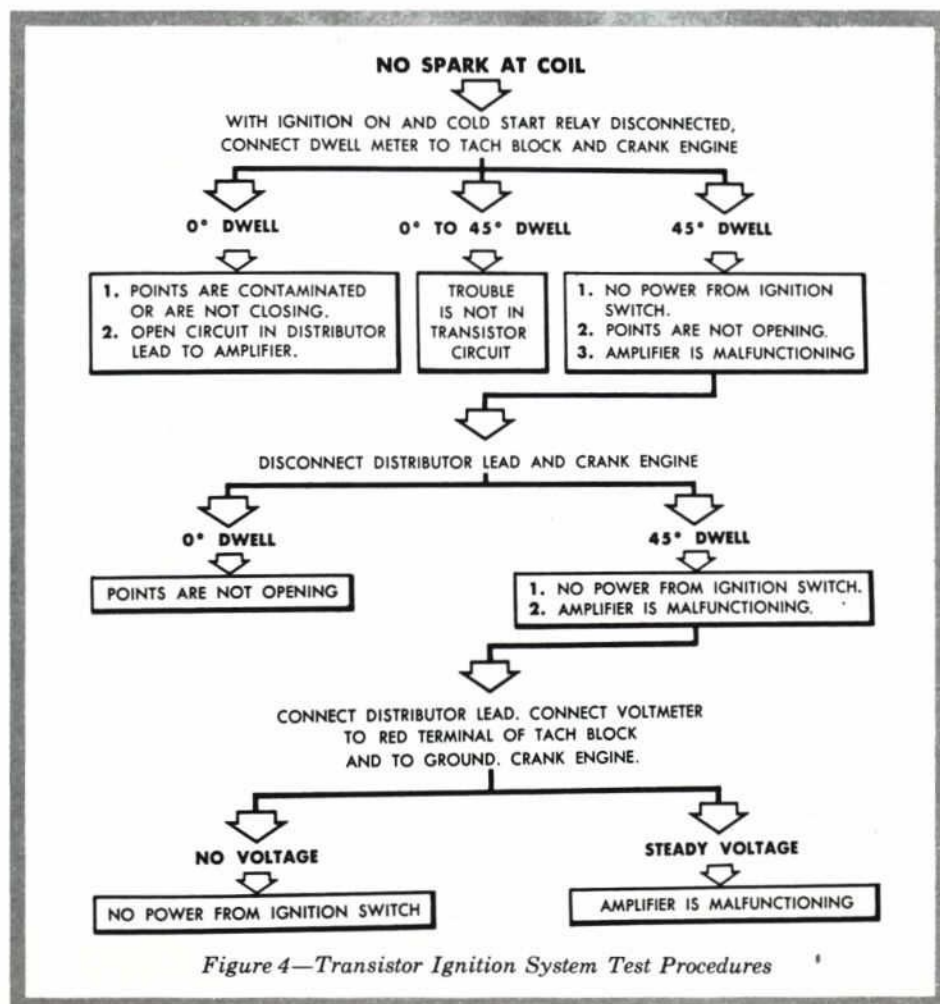 NO SPARK AT COIL
WITH IGNITION ON AND COLD START RELAY DISCONNECTED,
CONNECT DWELL METER TO TACH BLOCK AND CRANK ENGINE
0° DWELL
0° TO 45° DWELL
45° DWELL
1. POINTS ARE CONTAMINATED
OR ARE NOT CLOSING.
2. OPEN CIRCUIT IN DISTRIBUTOR
LEAD TO AMPLIFIER.
TROUBLE
IS NOT IN
TRANSISTOR
CIRCUIT
1. NO POWER FROM IGNITION
SWITCH.
2. POINTS ARE NOT OPENING.
3. AMPLIFIER IS MALFUNCTIONING
DISCONNECT DISTRIBUTOR LEAD AND CRANK ENGINE
0° DWELL
45° DWELL
POINTS ARE NOT OPENING
1. NO POWER FROM IGNITION SWITCH.
2. AMPLIFIER IS MALFUNCTIONING.
CONNECT DISTRIBUTOR LEAD. CONNECT VOLTMETER
TO RED TERMINAL OF TACH BLOCK
AND TO GROUND. CRANK ENGINE.
NO VOLTAGE
STEADY VOLTAGE
NO POWER FROM IGNITION SWITCH
AMPLIFIER IS MALFUNCTIONING
Figure 4—Transistor Ignition System Test Procedures